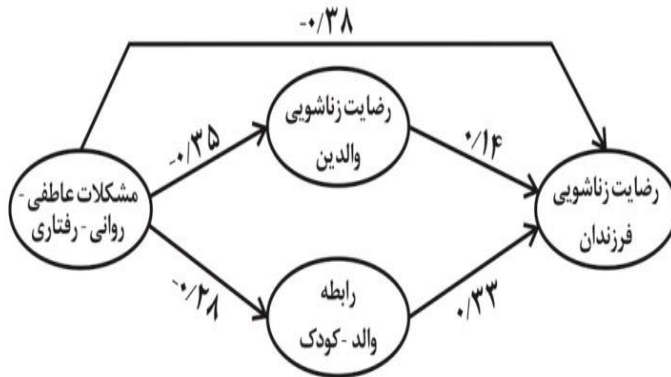 -۰/۳۸
رضایت زناشویی
والدین
-۰/۳۵
۰/۱۴
مشکلات عاطفی-
روانی-رفتاری
رضایت زناشویی
فرزندان
-۰/۲۸
۰/۳۳
رابطه
والد-کودک